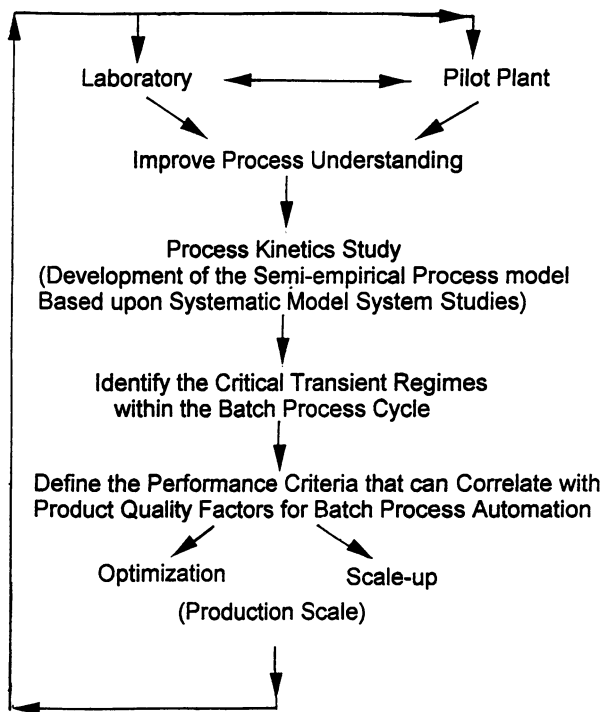 Laboratory
Pilot Plant
Improve Process Understanding
Process Kinetics Study
(Development of the Semi-empirical Process model
Based upon Systematic Model System Studies)
Identify the Critical Transient Regimes
within the Batch Process Cycle
Define the Performance Criteria that can Correlate with
Product Quality Factors for Batch Process Automation
Optimization
Scale-up
(Production Scale)